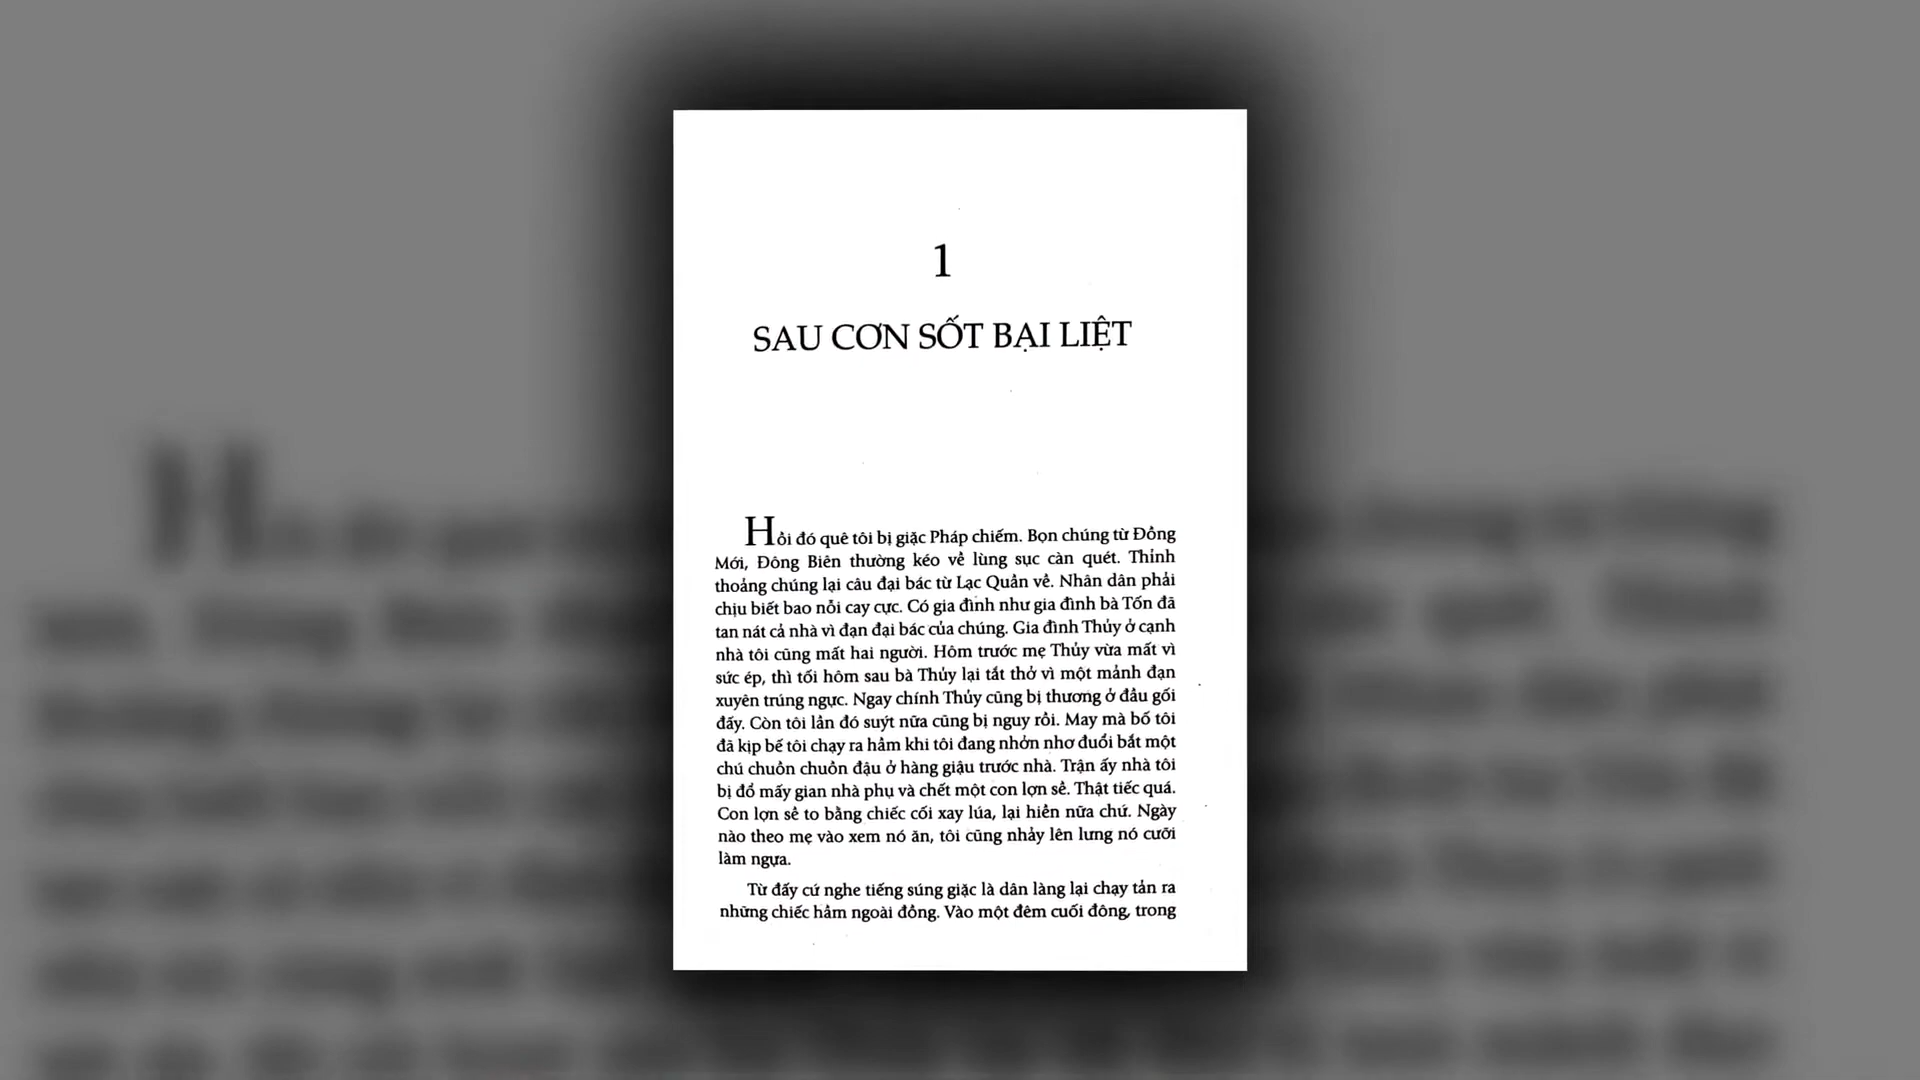 1
SAU CƠN SỐT BẠI LIỆT
Hồi đó quê tôi bị giặc Pháp chiếm. Bọn chúng từ Đồng
Mới, Đông Biên thường kéo về lùng sục càn quét. Thỉnh
thoảng chúng lại câu đại bác từ Lạc Quần về. Nhân dân phải
chịu biết bao nỗi cay cực. Có gia đình như gia đình bà Tốn đã
tan nát cả nhà vì đạn đại bác của chúng. Gia đình Thủy ở cạnh
nhà tôi cũng mất hai người. Hôm trước mẹ Thủy vừa mất vì
sức ép, thì tối hôm sau bà Thủy lại tắt thở vì một mảnh đạn
xuyên trúng ngực. Ngay chính Thủy cũng bị thương ở đầu gối
đấy. Còn tôi lần đó suýt nữa cũng bị nguy rồi. May mà bố tôi
đã kịp bế tôi chạy ra hầm khi tôi đang nhởn nhơ đuổi bắt một
chú chuồn chuồn đậu ở hàng giậu trước nhà. Trận ấy nhà tôi
bị đổ mấy gian nhà phụ và chết một con lợn sề. Thật tiếc quá.
Con lợn sề to bằng chiếc cối xay lúa, lại hiền nữa chứ. Ngày
nào theo mẹ vào xem nó ăn, tôi cũng nhảy lên lưng nó cưỡi
làm ngựa.
Từ đấy cứ nghe tiếng súng giặc là dân làng lại chạy tản ra
những chiếc hầm ngoài đồng. Vào một đêm cuối đông, trong